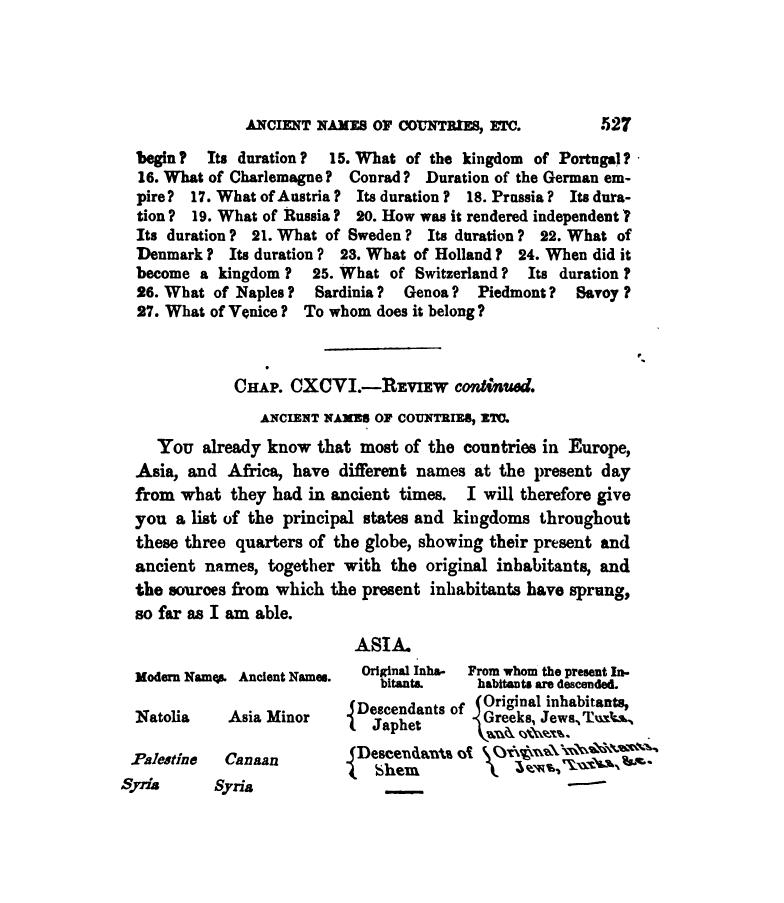 ANCIENT NAMES OF COUNTRIES, ETC. 527
begin? Its duration? 15. What of the kingdom of Portugal?
16. What of Charlemagne? Conrad? Duration of the German em-
pire? 17. What of Austria? Its duration? 18. Prussia? Its dura-
tion? 19. What of Russia? 20. How was it rendered independent?
Its duration? 21. What of Sweden? Its duration? 22. What of
Denmark? Its duration? 23. What of Holland? 24. When did it
become a kingdom? 25. What of Switzerland? Its duration?
26. What of Naples? Sardinia? Genoa? Piedmont? Savoy?
27. What of Venice? To whom does it belong?
CHAP. CXCVI.—REVIEW continued.
ANCIENT NAMES OF COUNTRIES, ETC.
YOU already know that most of the countries in Europe,
Asia, and Africa, have different names at the present day
from what they had in ancient times. I will therefore give
you a list of the principal states and kingdoms throughout
these three quarters of the globe, showing their present and
ancient names, together with the original inhabitants, and
the sources from which the present inhabitants have sprung,
so far as I am able.
ASIA.
Modern Names. Ancient Names. Original Inha- From whom the present In-
bitants. habitants are descended.
Natolia Asia Minor { Descendants of Japhet { Original inhabitants,
Greeks, Jews, Turks,
and others.
Palestine Canaan { Descendants of Shem { Original inhabitants,
Jews, Turks, &c.
Syria Syria —— ——